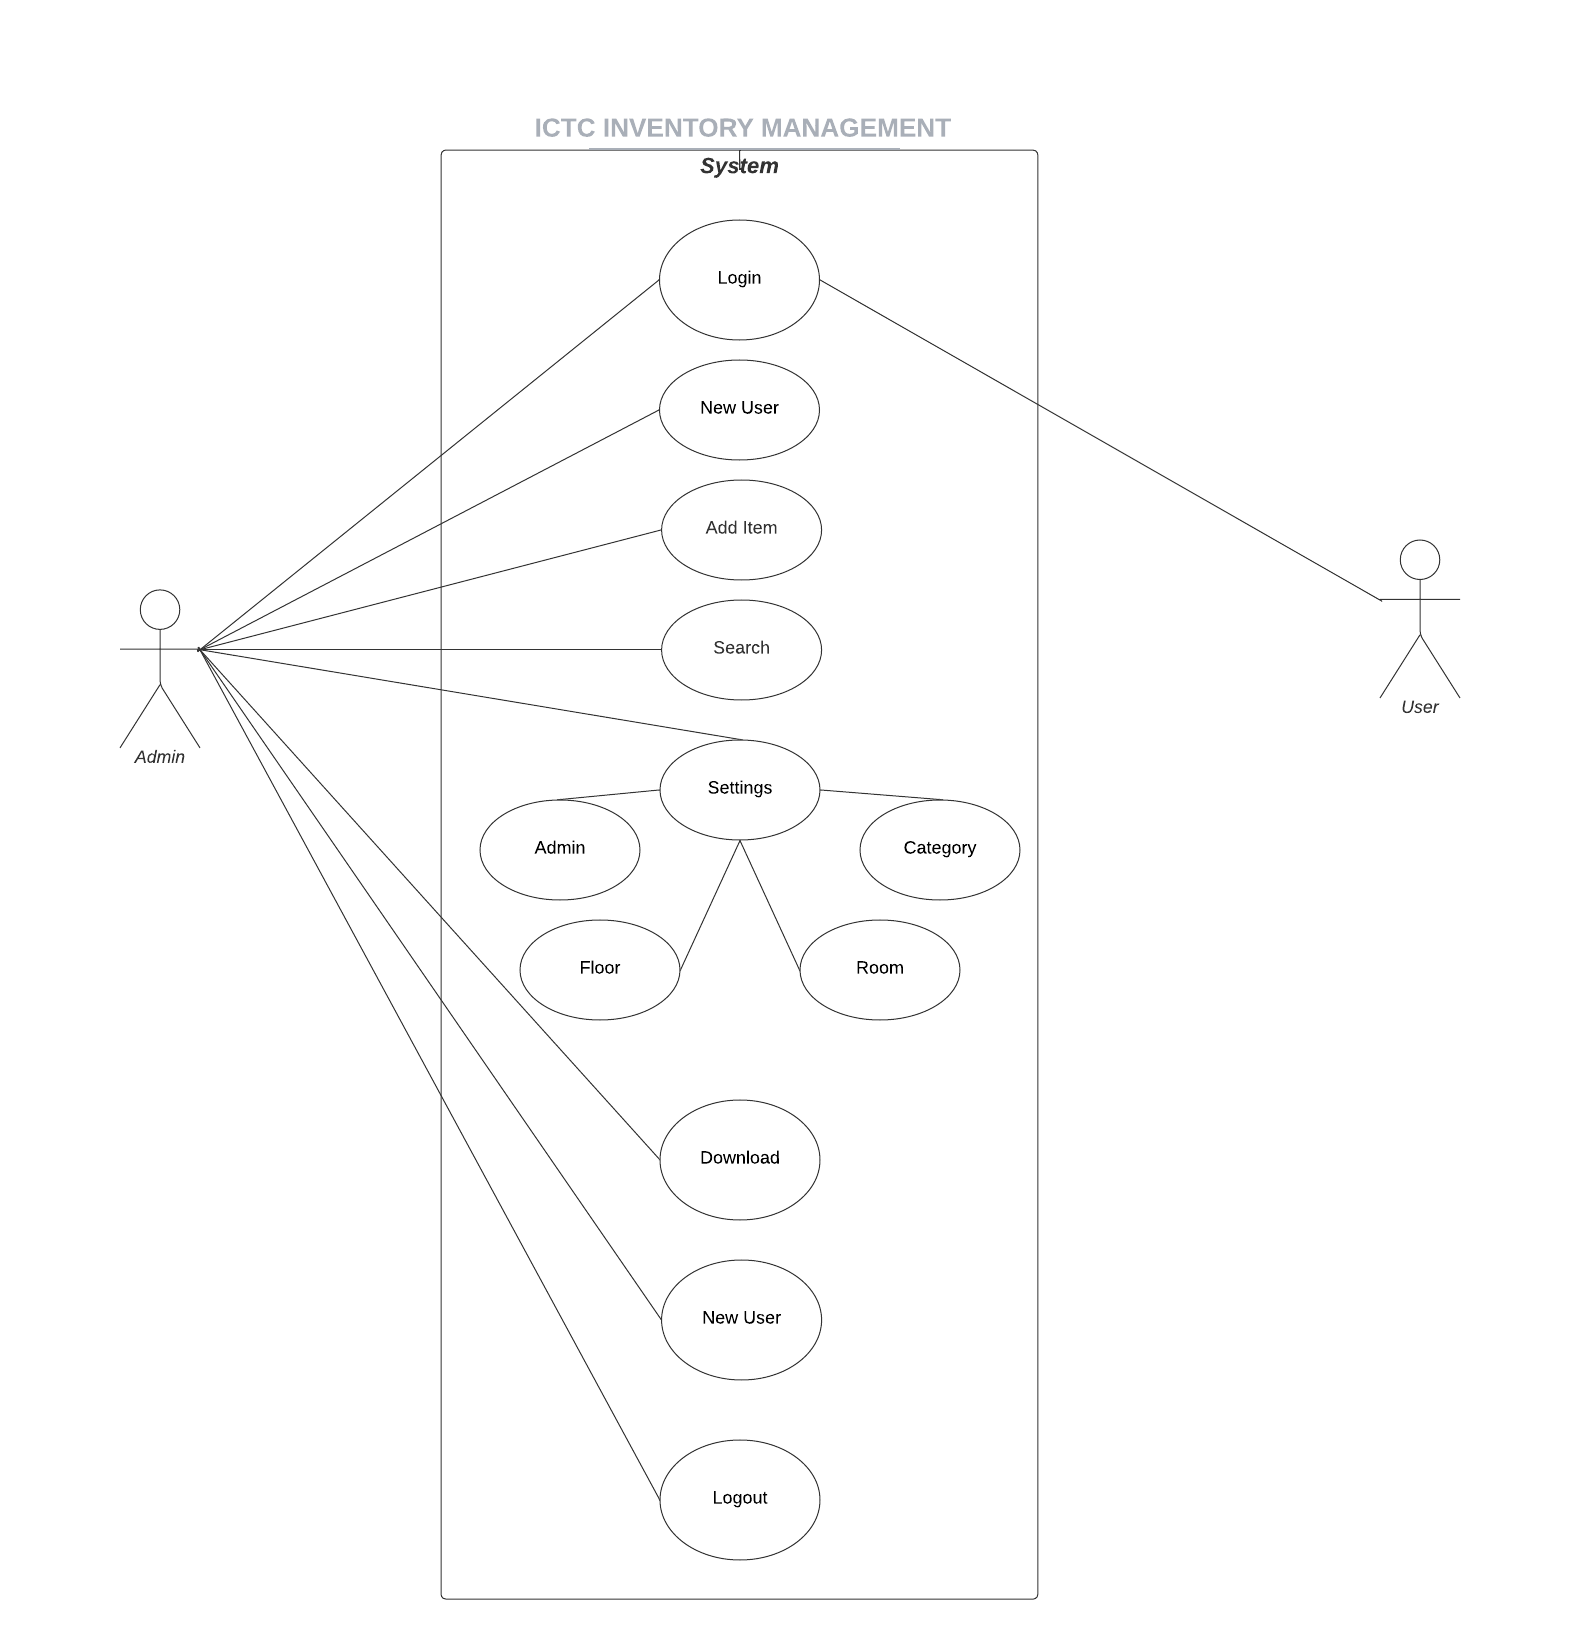 ICTC INVENTORY MANAGEMENT
System
Login
New User
Add Item
Search
User
Admin
Settings
Admin
Category
Floor
Room
Download
New User
Logout